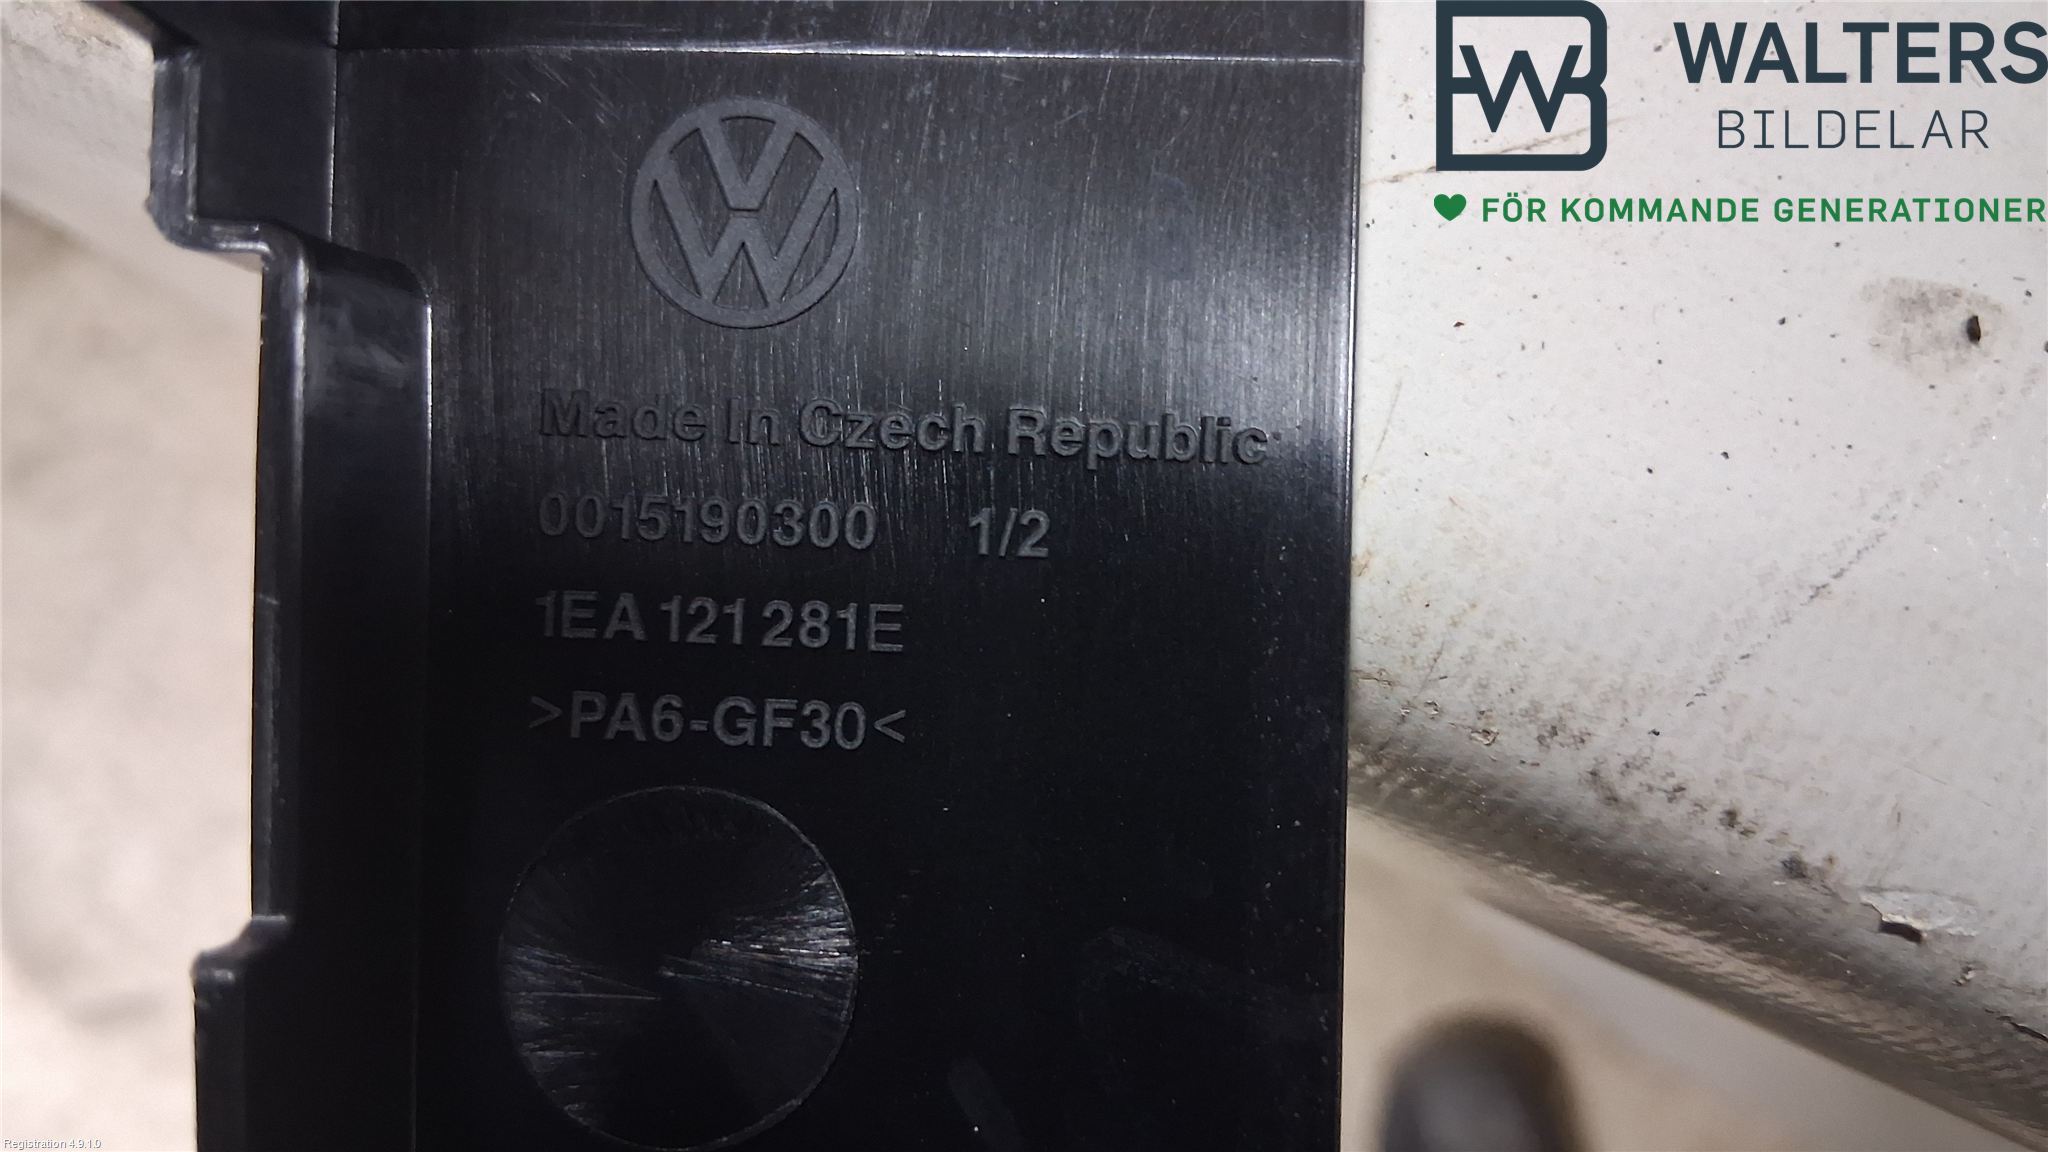 WALTERS
BILDELAR
FÖR KOMMANDE GENERATIONER
Made In Czech Republic
0015190300 1/2
1EA 121 281E
>PA6-GF30<
Registration 4.9.1.0